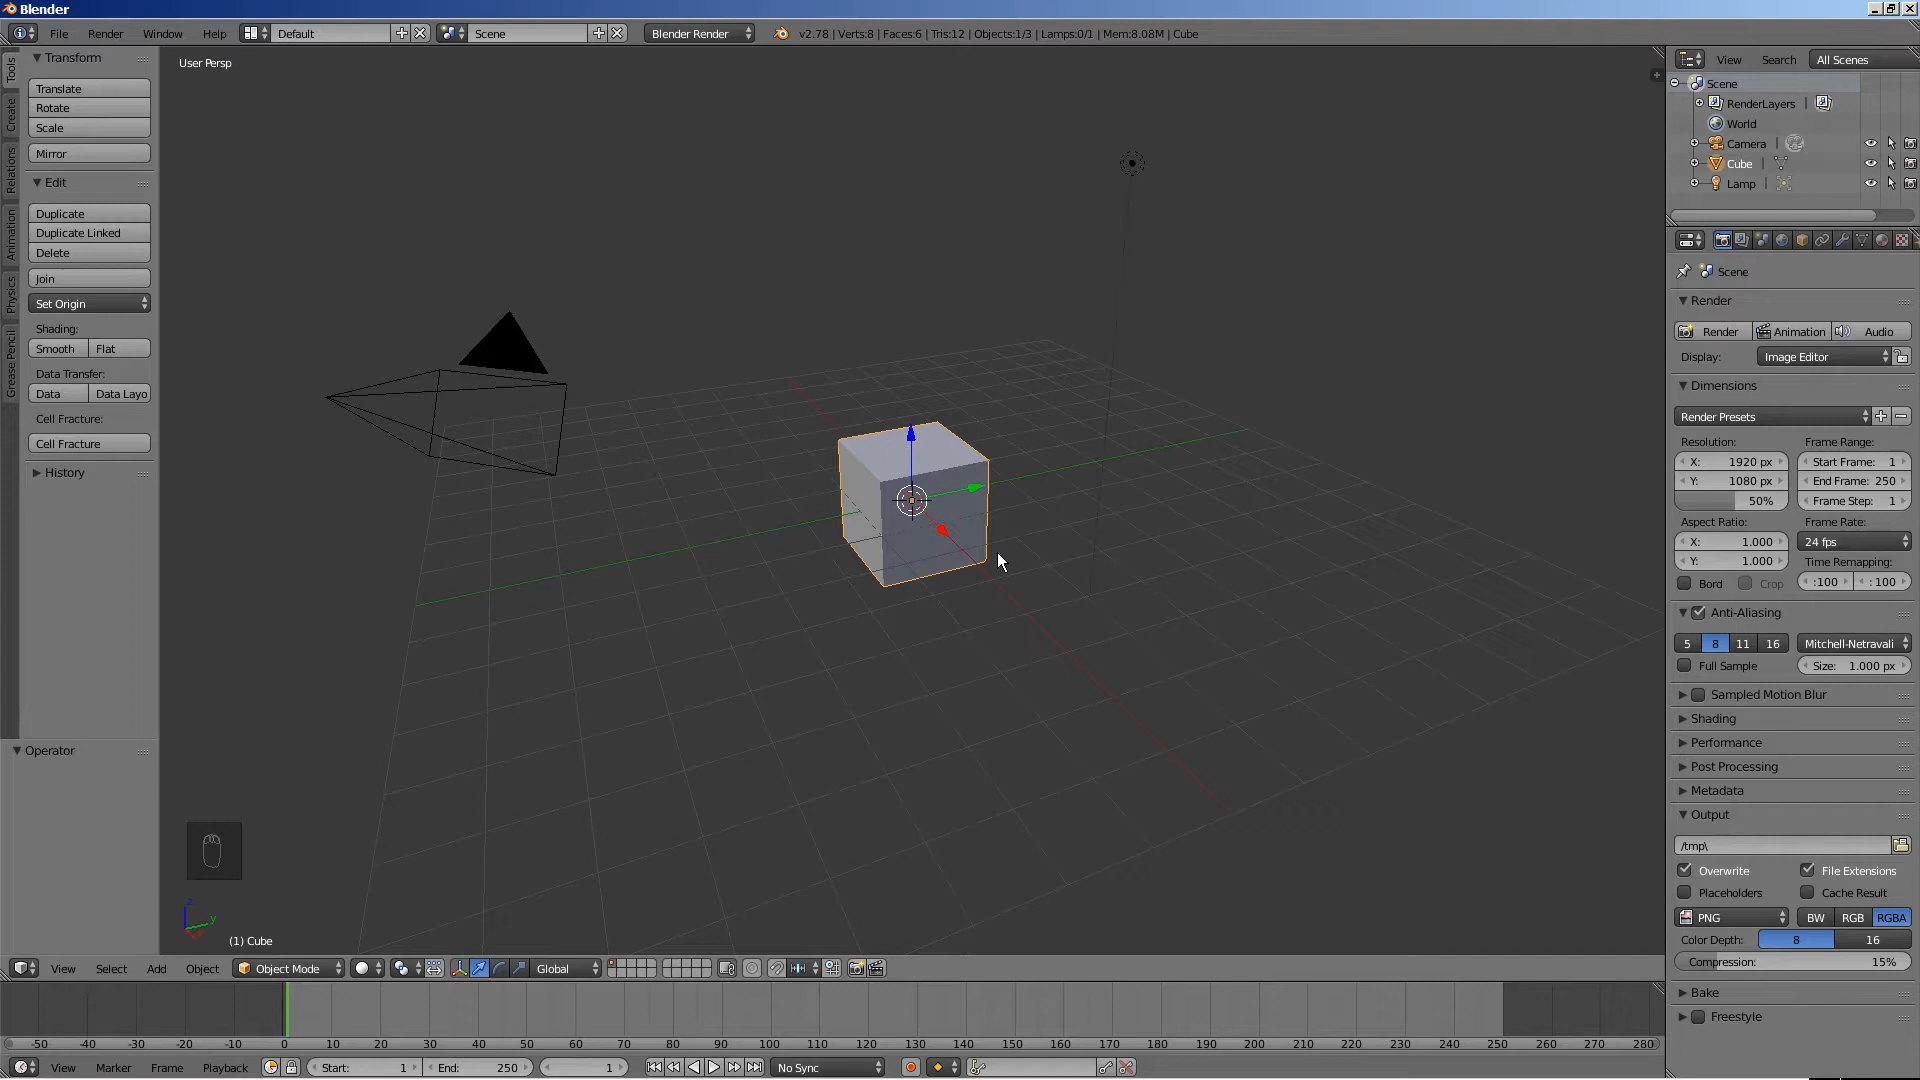 Blender
File Render Window Help Default Scene Blender Render v2.78 | Verts:8 | Faces:6 | Tris:12 | Objects:1/3 | Lamps:0/1 | Mem:8.08M | Cube
Tools
Create
Relations
Animation
Physics
Grease Pencil
Transform
Translate
Rotate
Scale
Mirror
Edit
Duplicate
Duplicate Linked
Delete
Join
Set Origin
Shading:
Smooth Flat
Data Transfer:
Data Data Layo
Cell Fracture:
Cell Fracture
History
Operator
User Persp
z
y
(1) Cube
View Select Add Object Object Mode Global
-50 -40 -30 -20 -10 0 10 20 30 40 50 60 70 80 90 100 110 120 130 140 150 160 170 180 190 200 210 220 230 240 250 260 270 280
View Marker Frame Playback Start: 1 End: 250 1 No Sync
View Search All Scenes
Scene
RenderLayers |
World
Camera |
Cube |
Lamp |
Scene
Render
Render Animation Audio
Display: Image Editor
Dimensions
Render Presets
Resolution: Frame Range:
X: 1920 px Start Frame: 1
Y: 1080 px End Frame: 250
50% Frame Step: 1
Aspect Ratio: Frame Rate:
X: 1.000 24 fps
Y: 1.000 Time Remapping:
Bord Crop :100 : 100
Anti-Aliasing
5 8 11 16 Mitchell-Netravali
Full Sample Size: 1.000 px
Sampled Motion Blur
Shading
Performance
Post Processing
Metadata
Output
/tmp\
Overwrite File Extensions
Placeholders Cache Result
PNG BW RGB RGBA
Color Depth: 8 16
Compression: 15%
Bake
Freestyle